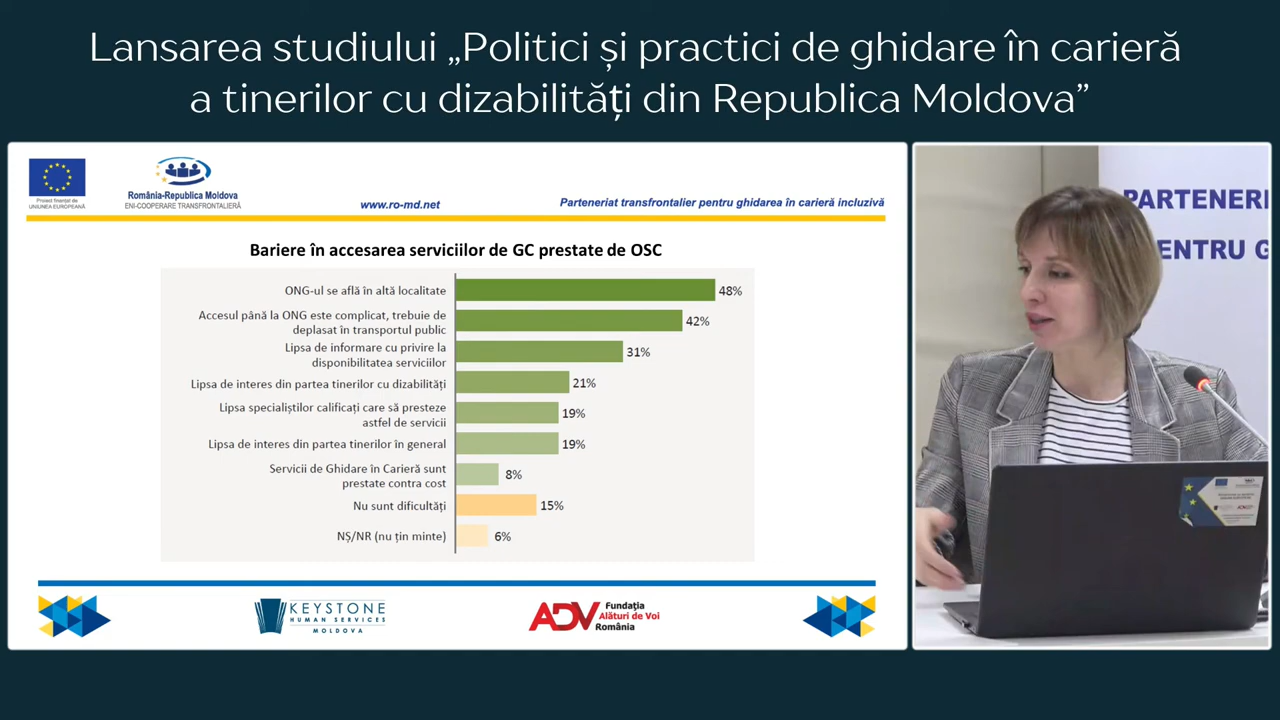 Lansarea studiului „Politici și practici de ghidare în carieră
a tinerilor cu dizabilități din Republica Moldova”
Proiect finanțat de
UNIUNEA EUROPEANĂ
România-Republica Moldova
ENI-COOPERARE TRANSFRONTALIERĂ
www.ro-md.net
Parteneriat transfrontalier pentru ghidarea în carieră incluzivă
Bariere în accesarea serviciilor de GC prestate de OSC
ONG-ul se află în altă localitate
48%
Accesul până la ONG este complicat, trebuie de
deplasat în transportul public
42%
Lipsa de informare cu privire la
disponibilitatea serviciilor
31%
Lipsa de interes din partea tinerilor cu dizabilități
21%
Lipsa specialiștilor calificați care să presteze
astfel de servicii
19%
Lipsa de interes din partea tinerilor în general
19%
Servicii de Ghidare în Carieră sunt
prestate contra cost
8%
Nu sunt dificultăți
15%
NȘ/NR (nu țin minte)
6%
KEYSTONE
HUMAN SERVICES
MOLDOVA
ADV
Fundația
Alături de Voi
România
PARTENERI
ENTRU G